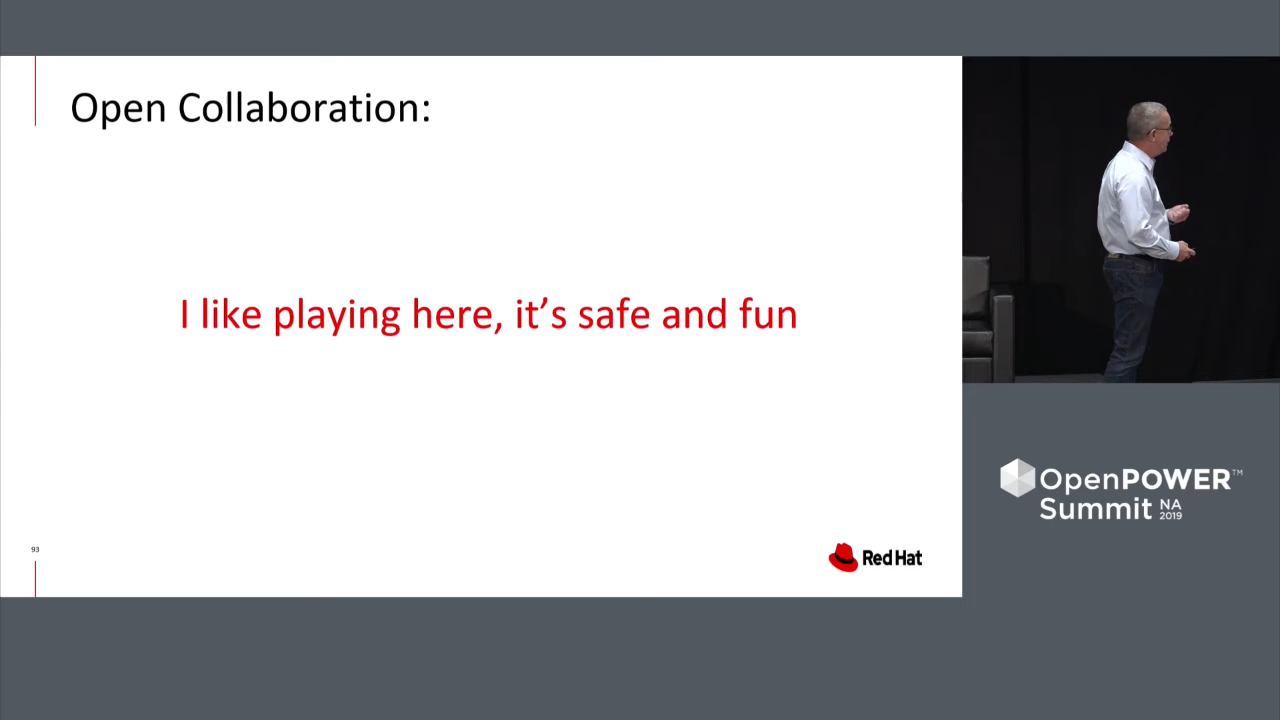 Open Collaboration:
I like playing here, it's safe and fun
93
Red Hat
OpenPOWER™
Summit NA
2019